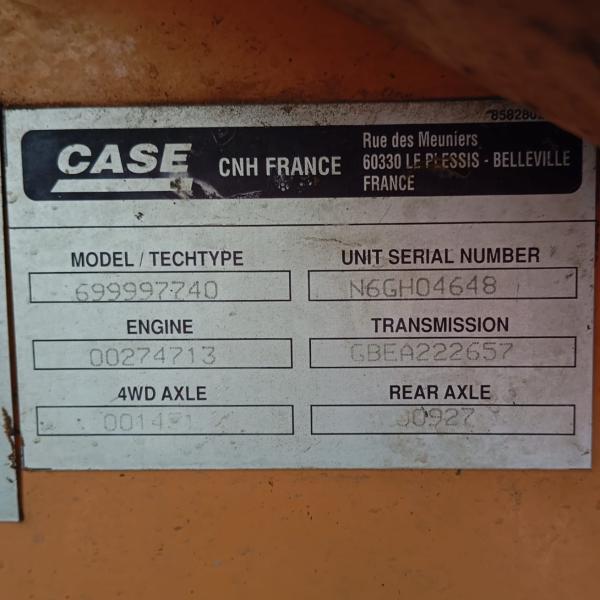 CASE
CNH FRANCE
Rue des Meuniers
60330 LE PLESSIS - BELLEVILLE
FRANCE
MODEL / TECHTYPE
UNIT SERIAL NUMBER
699997740
N6GH04648
ENGINE
TRANSMISSION
00274713
GBEA222657
4WD AXLE
REAR AXLE